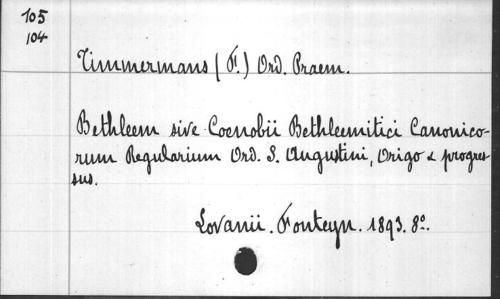 105
104
Timmermans (F.) Ord. Praem.
Bethleem sive Coenobii Bethleemitici Canonico-
rum Regularium Ord. S. Augustini, Origo & progres-
sus.
Lovanii. Fonteyn. 1893. 8º.